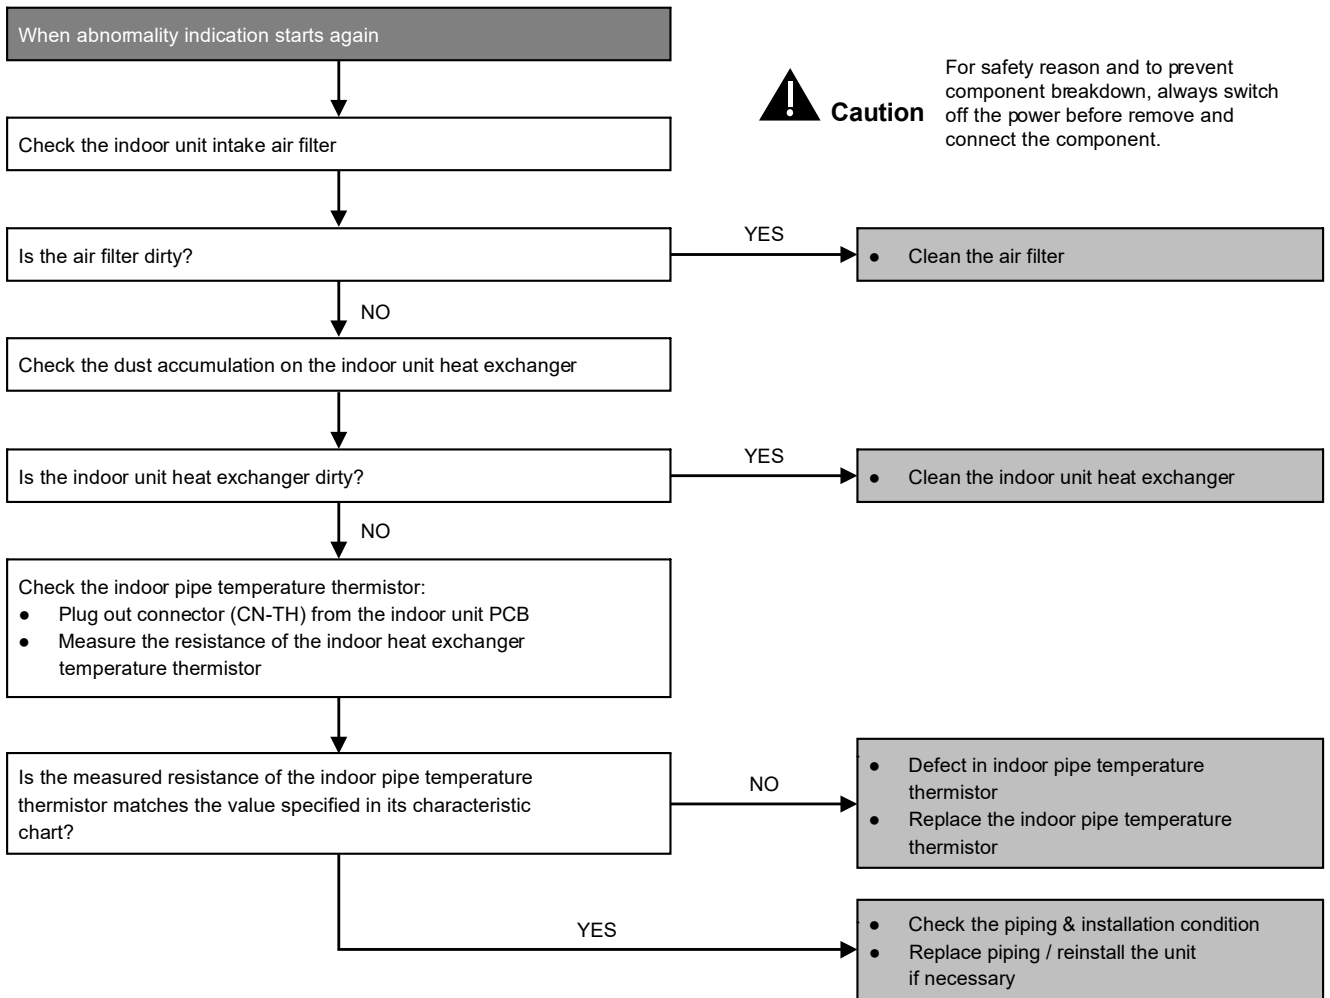 When abnormality indication starts again
For safety reason and to prevent
component breakdown, always switch
off the power before remove and
connect the component.
Caution
Check the indoor unit intake air filter
Is the air filter dirty?
YES
● Clean the air filter
NO
Check the dust accumulation on the indoor unit heat exchanger
Is the indoor unit heat exchanger dirty?
YES
● Clean the indoor unit heat exchanger
NO
Check the indoor pipe temperature thermistor:
● Plug out connector (CN-TH) from the indoor unit PCB
● Measure the resistance of the indoor heat exchanger
temperature thermistor
Is the measured resistance of the indoor pipe temperature
thermistor matches the value specified in its characteristic
chart?
NO
● Defect in indoor pipe temperature
thermistor
● Replace the indoor pipe temperature
thermistor
YES
● Check the piping & installation condition
● Replace piping / reinstall the unit
if necessary